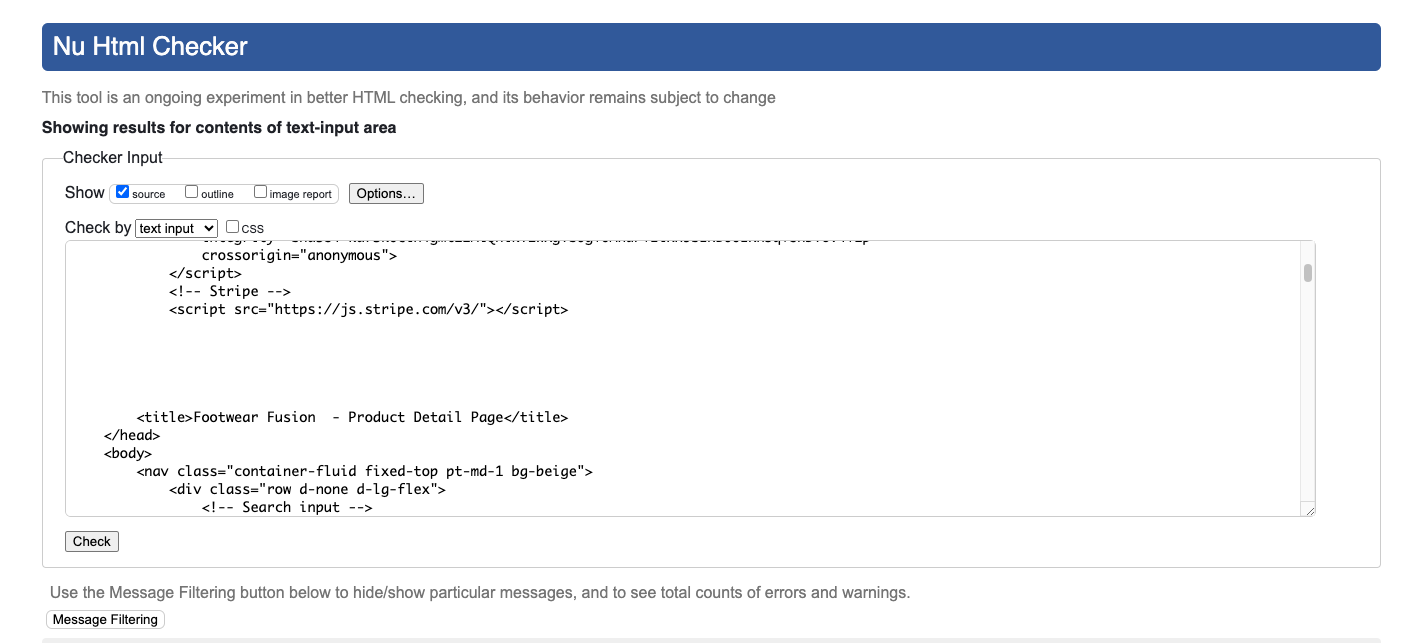 Nu Html Checker
This tool is an ongoing experiment in better HTML checking, and its behavior remains subject to change
Showing results for contents of text-input area
Checker Input
Show source outline image report Options...
Check by text input CSS
crossorigin="anonymous">
</script>
<!-- Stripe -->
<script src="https://js.stripe.com/v3/"></script>
<title>Footwear Fusion  - Product Detail Page</title>
</head>
<body>
<nav class="container-fluid fixed-top pt-md-1 bg-beige">
<div class="row d-none d-lg-flex">
<!-- Search input -->
Check
Use the Message Filtering button below to hide/show particular messages, and to see total counts of errors and warnings.
Message Filtering